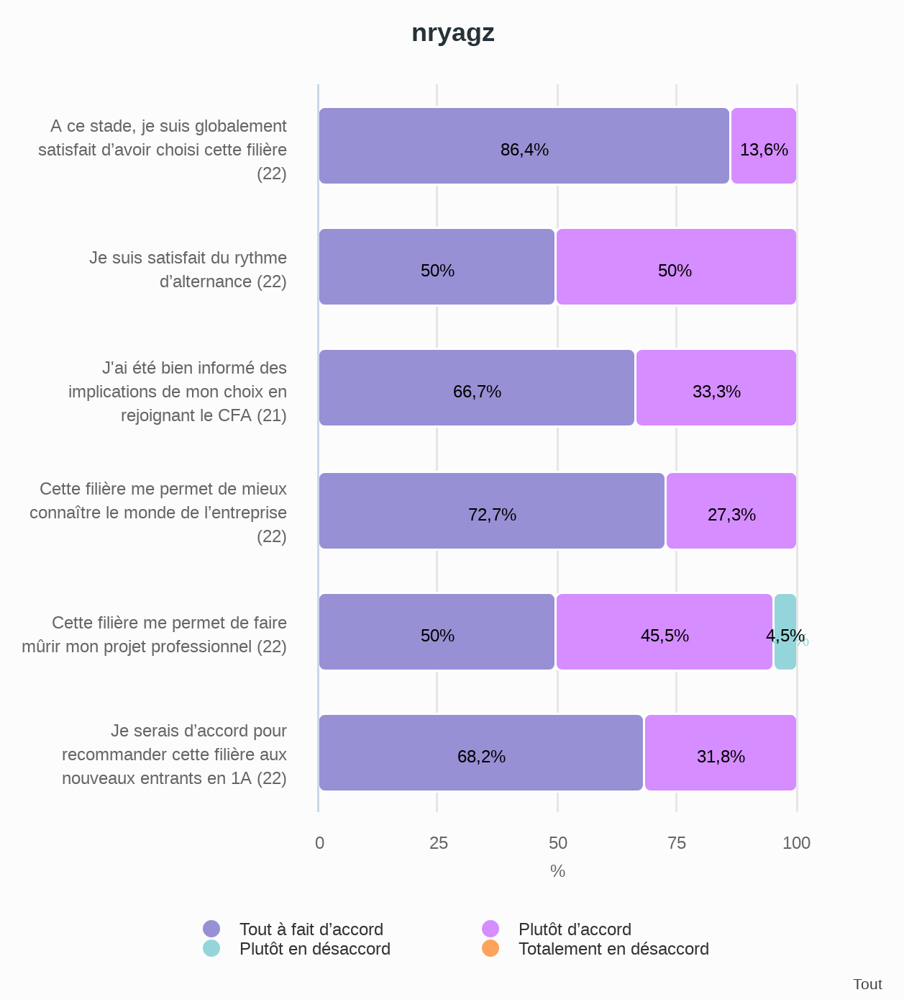 nryagz
A ce stade, je suis globalement
satisfait d’avoir choisi cette filière
(22)
86,4%
13,6%
Je suis satisfait du rythme
d’alternance (22)
50%
50%
J'ai été bien informé des
implications de mon choix en
rejoignant le CFA (21)
66,7%
33,3%
Cette filière me permet de mieux
connaître le monde de l’entreprise
(22)
72,7%
27,3%
Cette filière me permet de faire
mûrir mon projet professionnel (22)
50%
45,5%
4,5%
Je serais d’accord pour
recommander cette filière aux
nouveaux entrants en 1A (22)
68,2%
31,8%
0 25 50 75 100
%
Tout à fait d’accord
Plutôt d’accord
Plutôt en désaccord
Totalement en désaccord
Tout